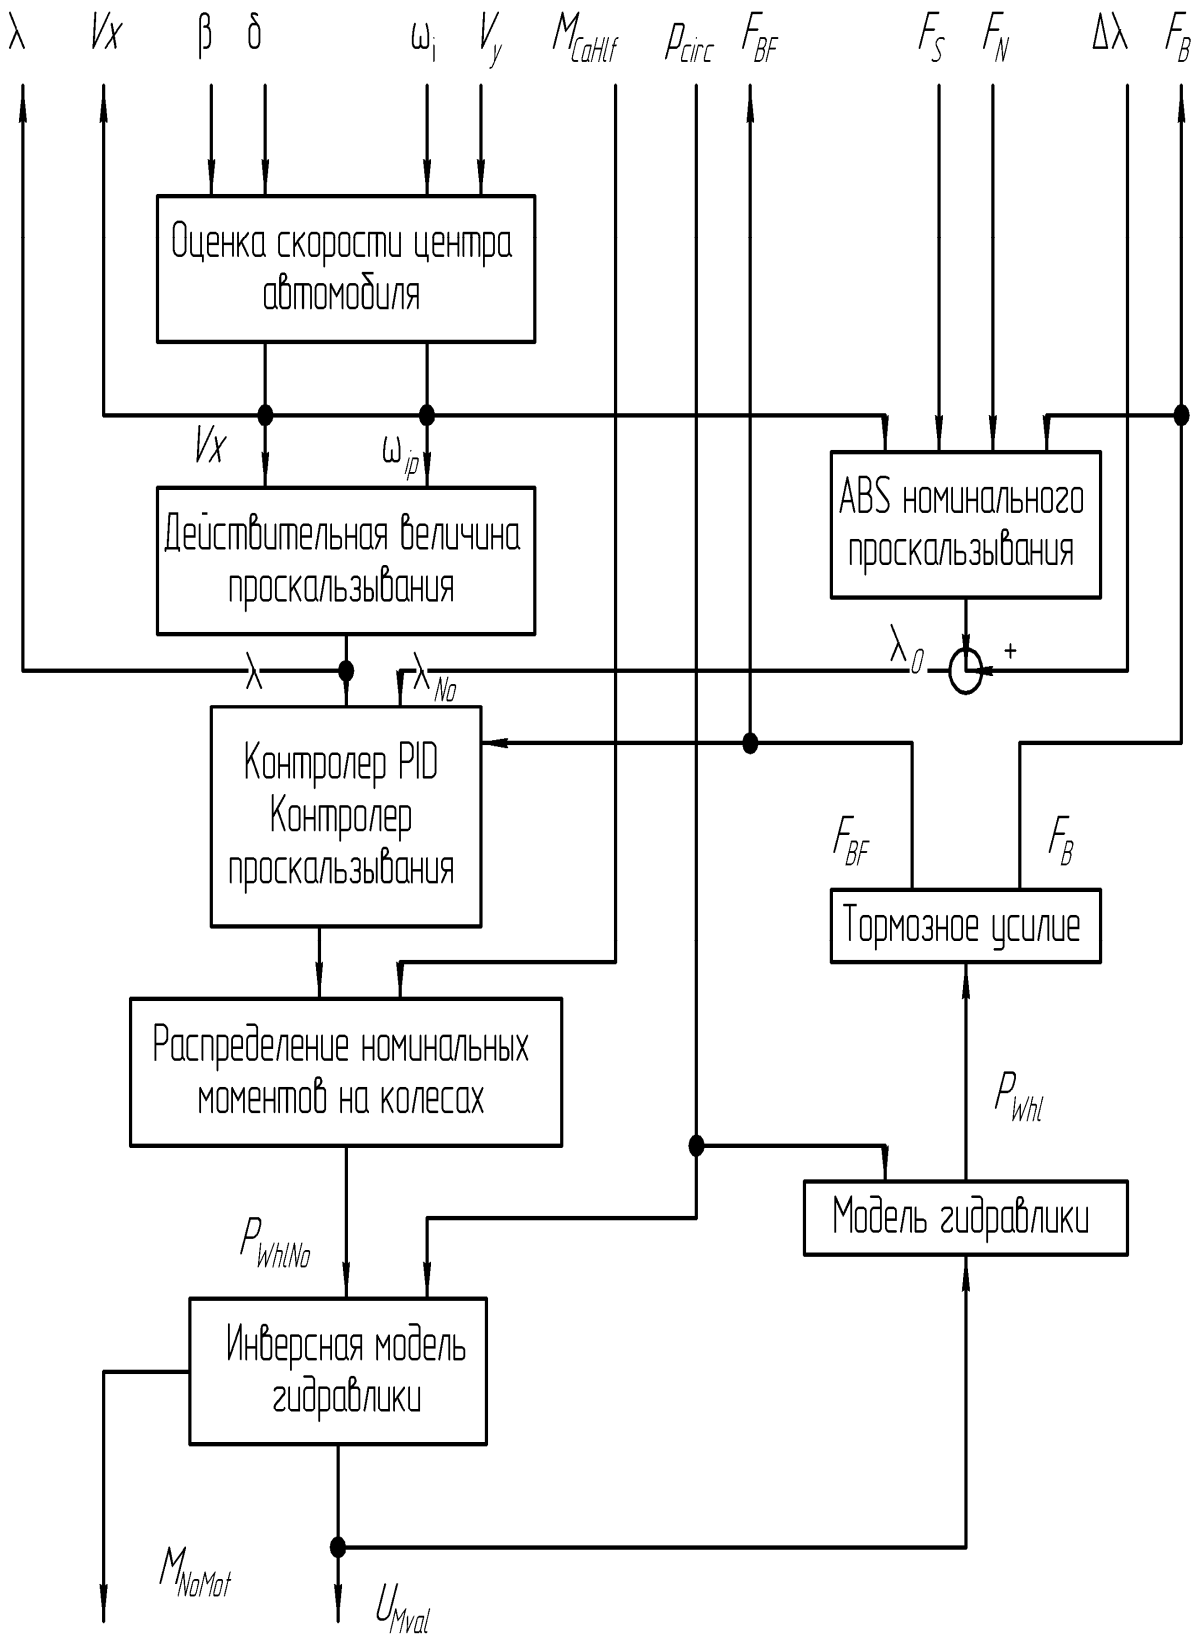 λ Vx β δ ωi Vy MCaHlf pcirc FBF FS FN Δλ FB
Оценка скорости центра
автомобиля
Vx ωip
ABS номинального
проскальзывания
Действительная величина
проскальзывания
λ λNo λ0 +
Контролер PID
Контролер
проскальзывания
FBF FB
Тормозное усилие
Распределение номинальных
моментов на колесах
PWhl
Модель гидравлики
PWhlNo
Инверсная модель
гидравлики
MNoMot
UMval